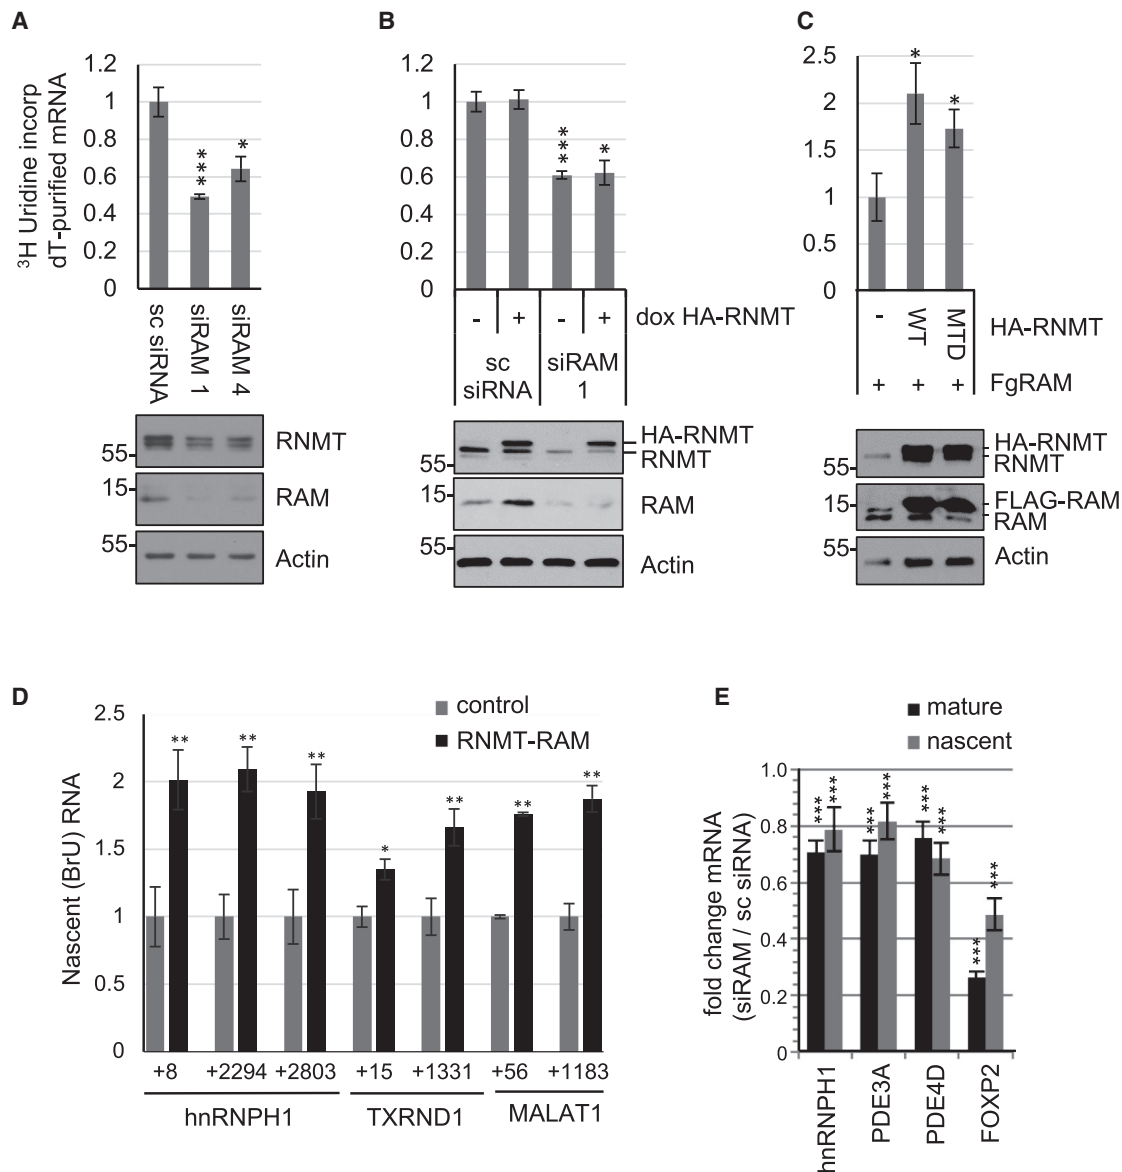 A
³H Uridine incorp
dT-purified mRNA
1.2
1
0.8
0.6
0.4
0.2
0
***
*
sc siRNA
siRAM 1
siRAM 4
55
RNMT
15
RAM
55
Actin
B
1.2
1
0.8
0.6
0.4
0.2
0
***
*
- + - + dox HA-RNMT
sc siRAM
siRNA 1
HA-RNMT
55 RNMT
15
RAM
55
Actin
C
2.5
2
1.5
1
0.5
0
*
*
- WT MTD HA-RNMT
+ + + FgRAM
HA-RNMT
55 RNMT
15 FLAG-RAM
RAM
55
Actin
D
control
RNMT-RAM
Nascent (BrU) RNA
2.5
2
1.5
1
0.5
0
** ** ** * ** ** **
+8 +2294 +2803 +15 +1331 +56 +1183
hnRNPH1 TXRND1 MALAT1
E
mature
nascent
fold change mRNA
(siRAM / sc siRNA)
1.0
0.8
0.6
0.4
0.2
0
*** *** *** *** *** *** *** ***
hnRNPH1
PDE3A
PDE4D
FOXP2